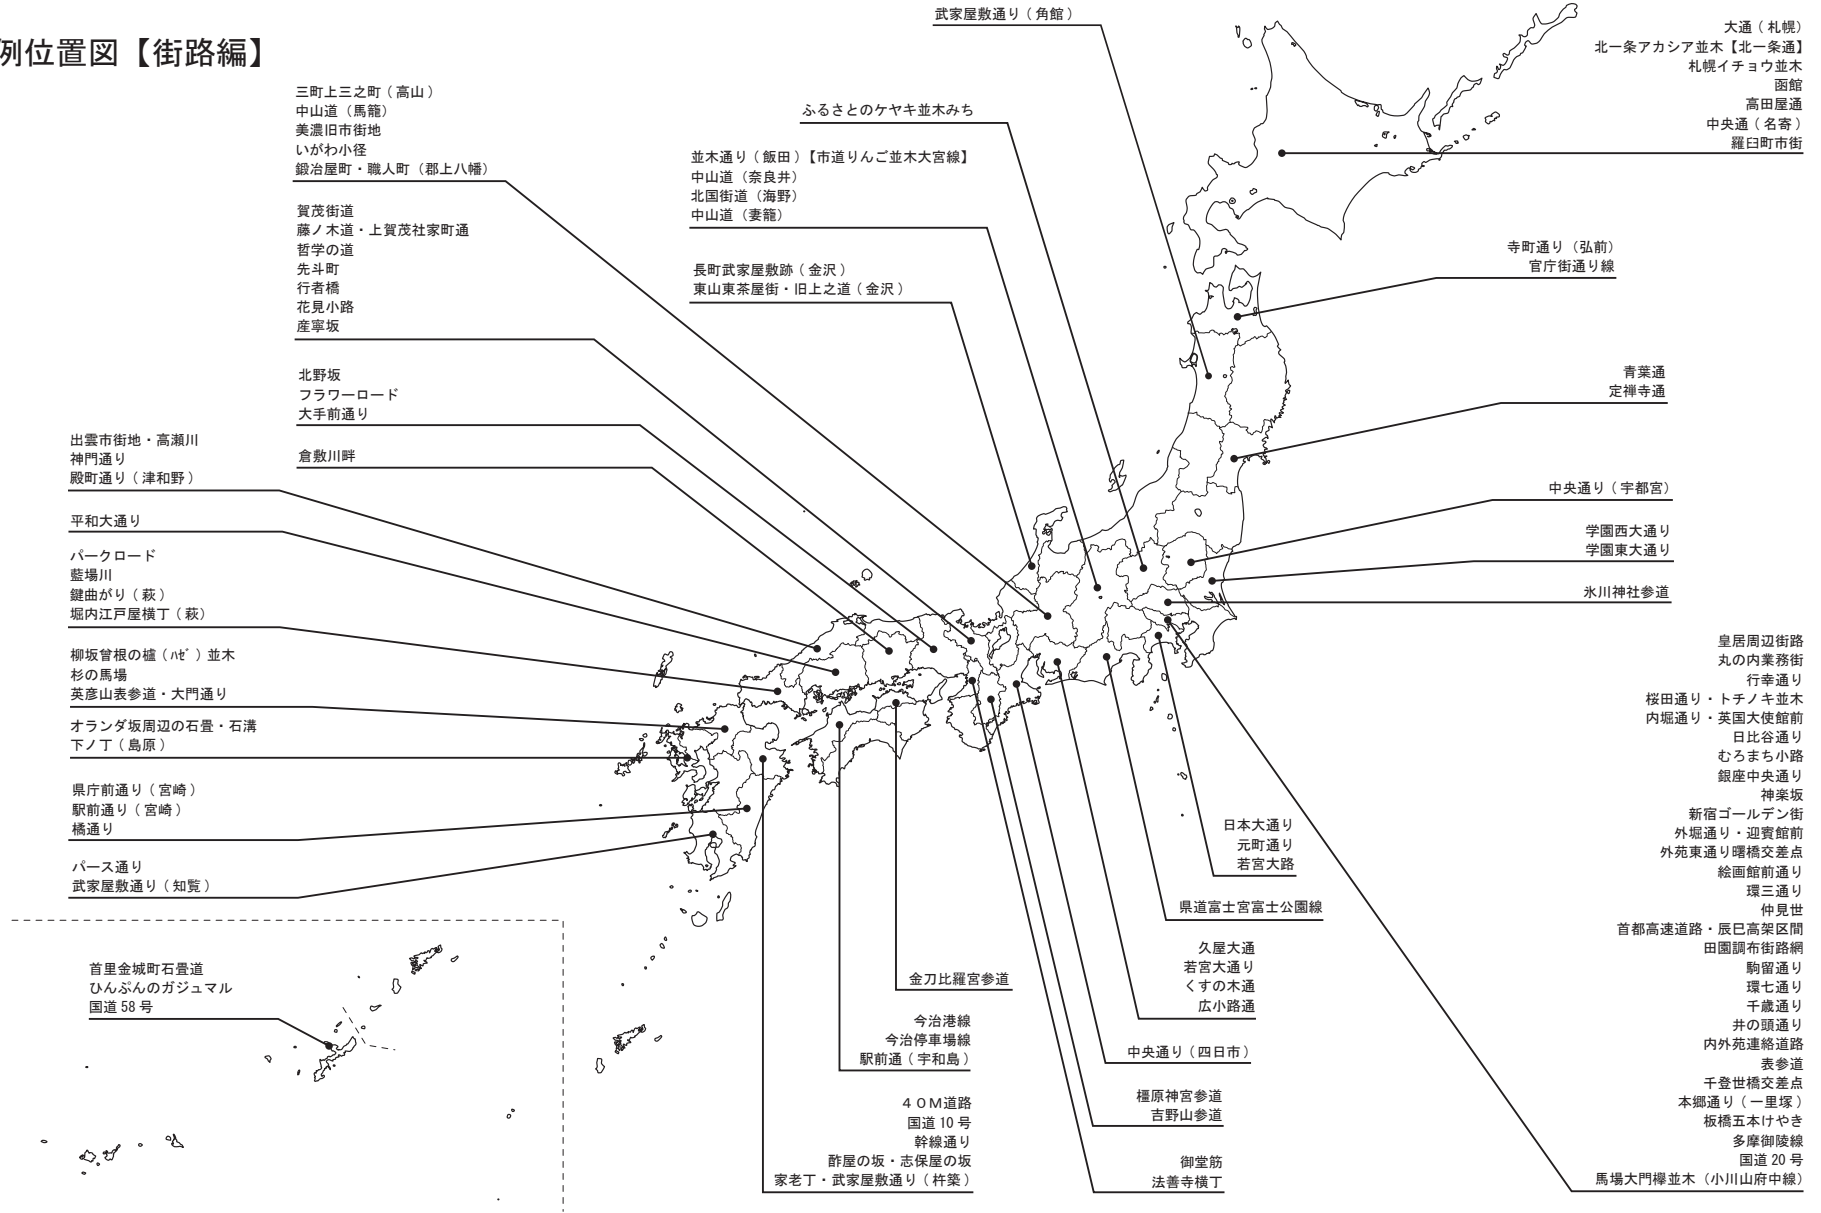 例位置図【街路編】
武家屋敷通り(角館)
大通(札幌)
北一条アカシア並木【北一条通】
札幌イチョウ並木
函館
高田屋通
中央通(名寄)
羅臼町市街
三町上三之町(高山)
中山道(馬籠)
美濃旧市街地
いがわ小径
鍛冶屋町・職人町(郡上八幡)
ふるさとのケヤキ並木みち
並木通り(飯田)【市道りんご並木大宮線】
中山道(奈良井)
北国街道(海野)
中山道(妻籠)
賀茂街道
藤ノ木道・上賀茂社家町通
哲学の道
先斗町
行者橋
花見小路
産寧坂
長町武家屋敷跡(金沢)
東山東茶屋街・旧上之道(金沢)
寺町通り(弘前)
官庁街通り線
北野坂
フラワーロード
大手前通り
青葉通
定禅寺通
倉敷川畔
出雲市街地・高瀬川
神門通り
殿町通り(津和野)
中央通り(宇都宮)
平和大通り
学園西大通り
学園東大通り
パークロード
藍場川
鍵曲がり(萩)
堀内江戸屋横丁(萩)
氷川神社参道
柳坂曾根の櫨(ハゼ)並木
杉の馬場
英彦山表参道・大門通り
オランダ坂周辺の石畳・石溝
下ノ丁(島原)
県庁前通り(宮崎)
駅前通り(宮崎)
橘通り
パース通り
武家屋敷通り(知覧)
首里金城町石畳道
ひんぷんのガジュマル
国道58号
金刀比羅宮参道
今治港線
今治停車場線
駅前通(宇和島)
40M道路
国道10号
幹線通り
酢屋の坂・志保屋の坂
家老丁・武家屋敷通り(杵築)
日本大通り
元町通り
若宮大路
県道富士宮富士公園線
久屋大通
若宮大通り
くすの木通
広小路通
中央通り(四日市)
橿原神宮参道
吉野山参道
御堂筋
法善寺横丁
皇居周辺街路
丸の内業務街
行幸通り
桜田通り・トチノキ並木
内堀通り・英国大使館前
日比谷通り
むろまち小路
銀座中央通り
神楽坂
新宿ゴールデン街
外堀通り・迎賓館前
外苑東通り曙橋交差点
絵画館前通り
環三通り
仲見世
首都高速道路・辰巳高架区間
田園調布街路網
駒留通り
環七通り
千歳通り
井の頭通り
内外苑連絡道路
表参道
千登世橋交差点
本郷通り(一里塚)
板橋五本けやき
多摩御陵線
国道20号
馬場大門欅並木(小川山府中線)